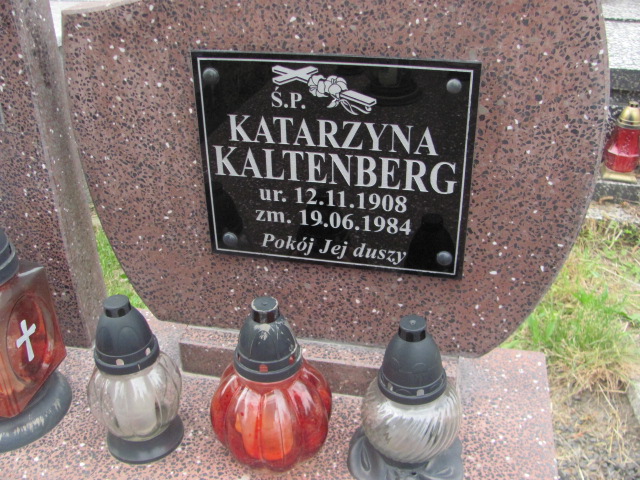 Ś.P.
KATARZYNA
KALTENBERG
ur. 12.11.1908
zm. 19.06.1984
Pokój Jej duszy